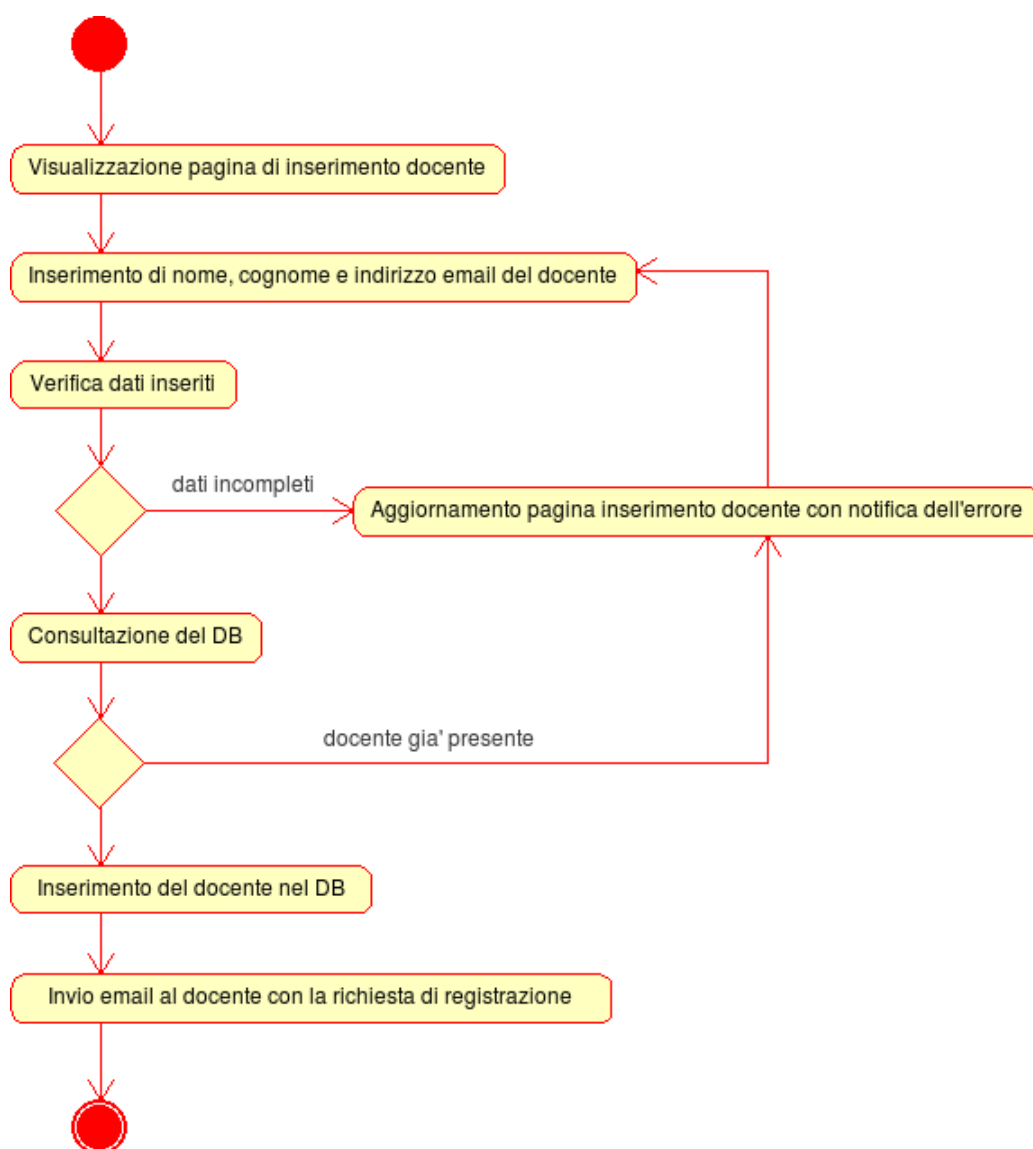 Visualizzazione pagina di inserimento docente
Inserimento di nome, cognome e indirizzo email del docente
Verifica dati inseriti
dati incompleti
Aggiornamento pagina inserimento docente con notifica dell'errore
Consultazione del DB
docente gia' presente
Inserimento del docente nel DB
Invio email al docente con la richiesta di registrazione